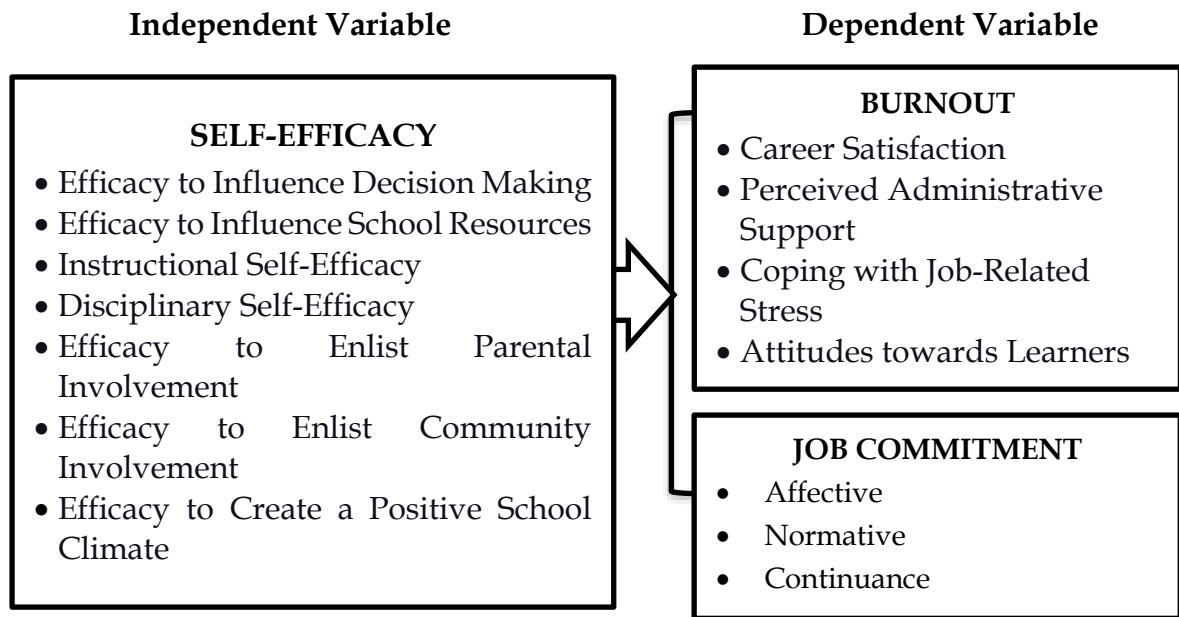 Independent Variable
SELF-EFFICACY
• Efficacy to Influence Decision Making
• Efficacy to Influence School Resources
• Instructional Self-Efficacy
• Disciplinary Self-Efficacy
• Efficacy to Enlist Parental
Involvement
• Efficacy to Enlist Community
Involvement
• Efficacy to Create a Positive School
Climate
Dependent Variable
BURNOUT
• Career Satisfaction
• Perceived Administrative
Support
• Coping with Job-Related
Stress
• Attitudes towards Learners
JOB COMMITMENT
• Affective
• Normative
• Continuance